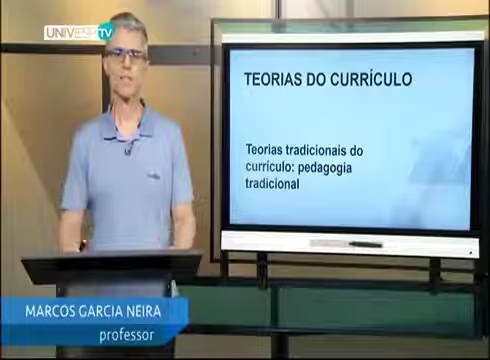 UNIVESP TV
TEORIAS DO CURRÍCULO
Teorias tradicionais do
currículo: pedagogia
tradicional
MARCOS GARCIA NEIRA
professor